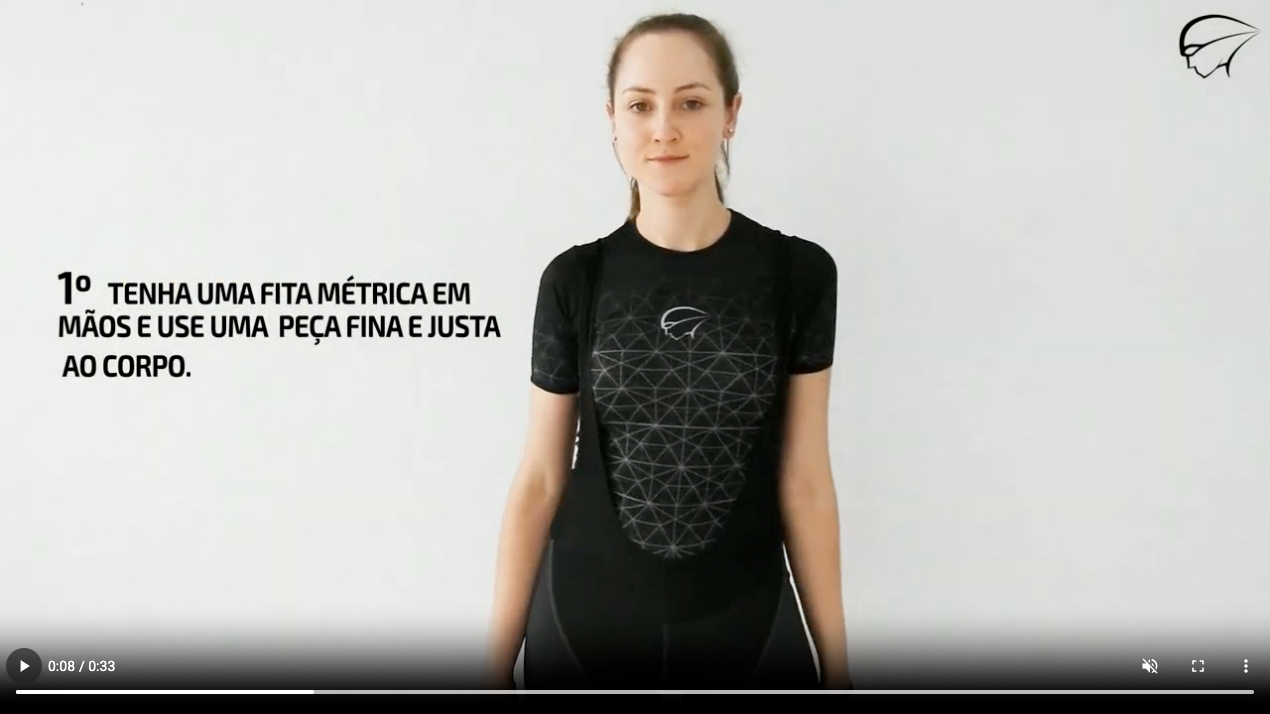 1º TENHA UMA FITA MÉTRICA EM
MÃOS E USE UMA PEÇA FINA E JUSTA
AO CORPO.
0:08 / 0:33